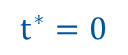 t* = 0